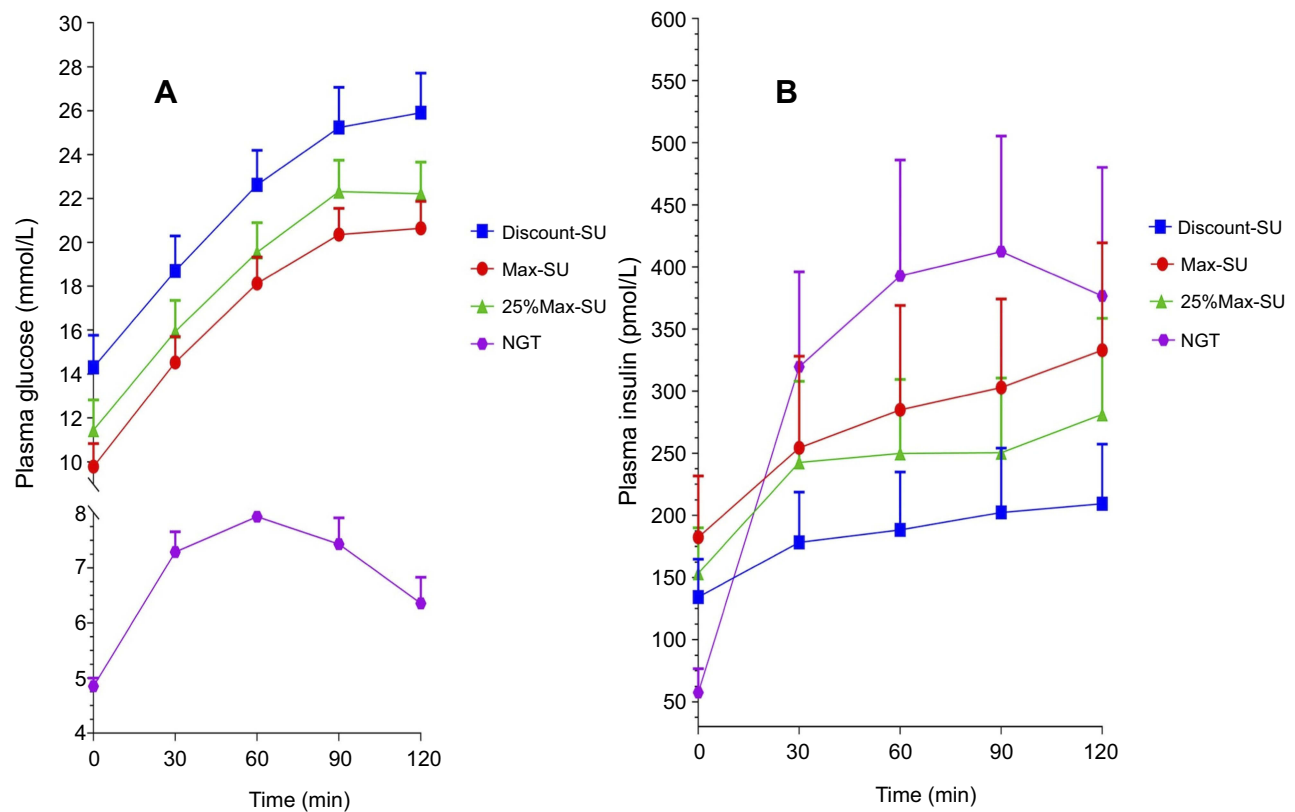 A
Plasma glucose (mmol/L)
30
28
26
24
22
20
18
16
14
12
10
8
7
6
5
4
0 30 60 90 120
Time (min)
Discount-SU
Max-SU
25%Max-SU
NGT
B
Plasma insulin (pmol/L)
600
550
500
450
400
350
300
250
200
150
100
50
0 30 60 90 120
Time (min)
Discount-SU
Max-SU
25%Max-SU
NGT